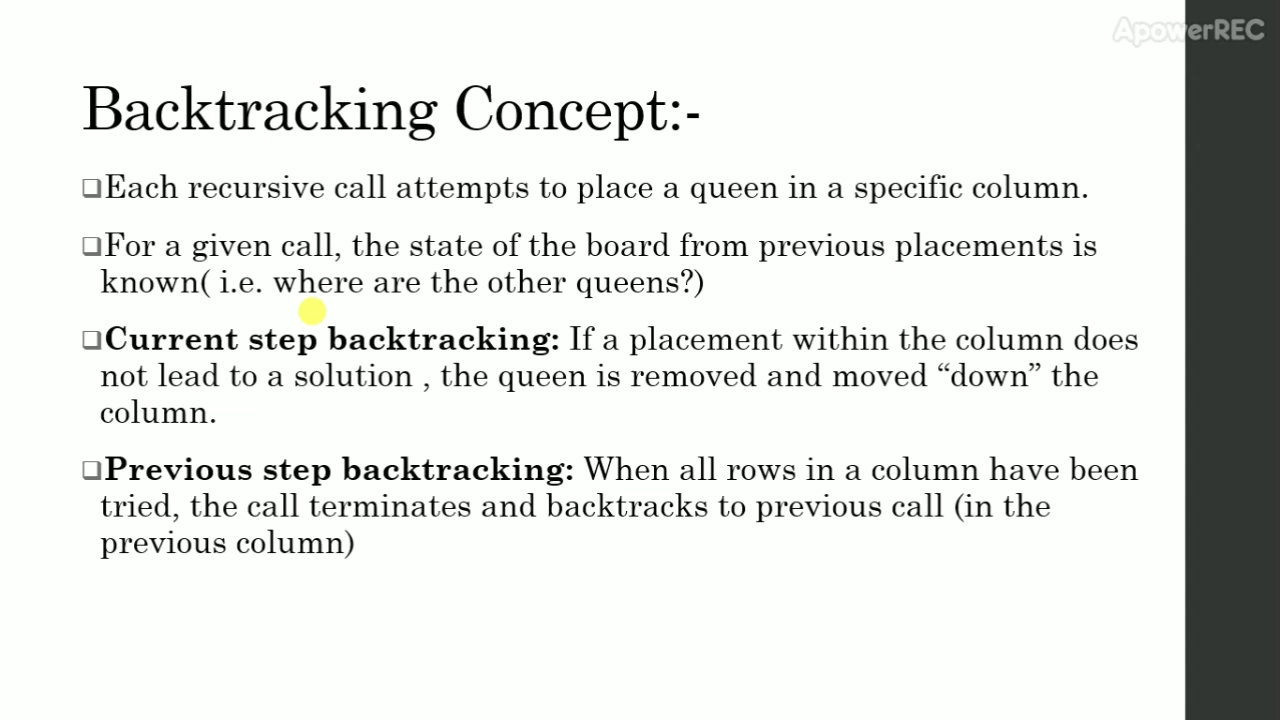 ApowerREC
Backtracking Concept:-
❑Each recursive call attempts to place a queen in a specific column.
❑For a given call, the state of the board from previous placements is
known( i.e. where are the other queens?)
❑Current step backtracking: If a placement within the column does
not lead to a solution , the queen is removed and moved “down” the
column.
❑Previous step backtracking: When all rows in a column have been
tried, the call terminates and backtracks to previous call (in the
previous column)